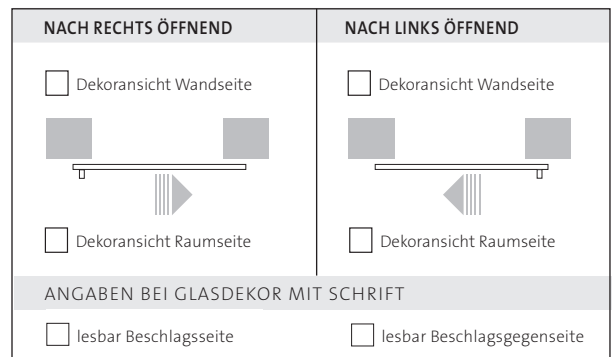 NACH RECHTS ÖFFNEND
NACH LINKS ÖFFNEND
Dekoransicht Wandseite
Dekoransicht Wandseite
Dekoransicht Raumseite
Dekoransicht Raumseite
ANGABEN BEI GLASDEKOR MIT SCHRIFT
lesbar Beschlagsseite
lesbar Beschlagsgegenseite